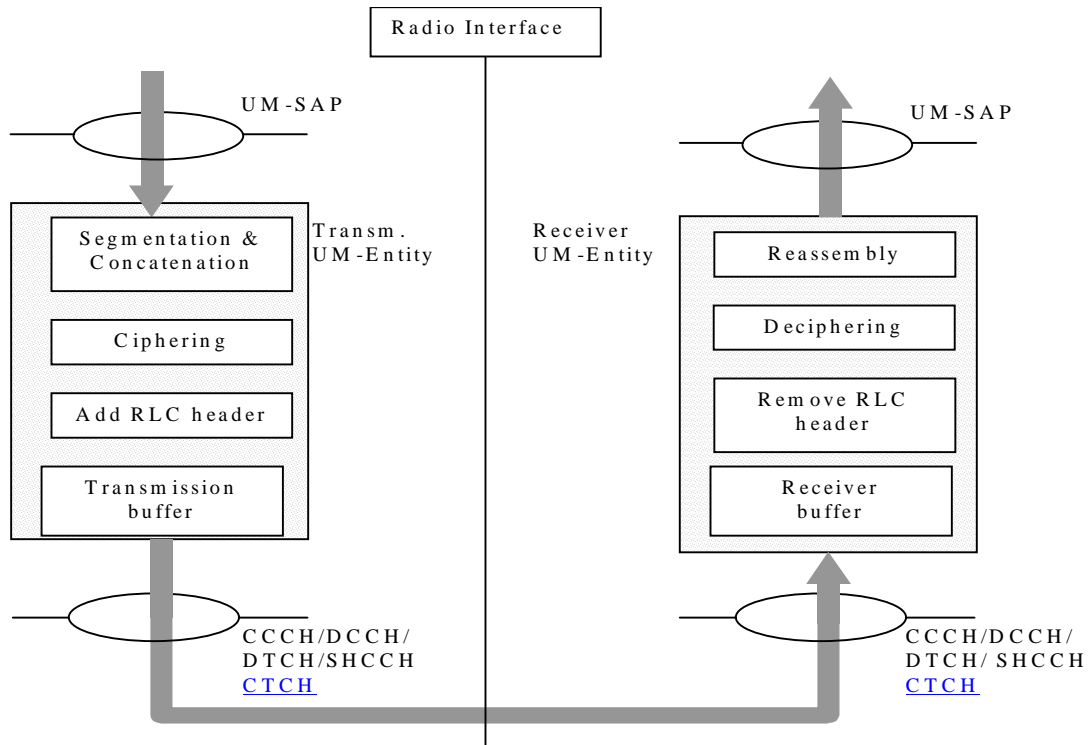 Radio Interface
UM-SAP
UM-SAP
Segmentation &
Concatenation
Transm.
UM-Entity
Receiver
UM-Entity
Reassembly
Ciphering
Deciphering
Add RLC header
Remove RLC
header
Transmission
buffer
Receiver
buffer
CCCH/DCCH/
DTCH/SHCCH
CTCH
CCCH/DCCH/
DTCH/ SHCCH
CTCH